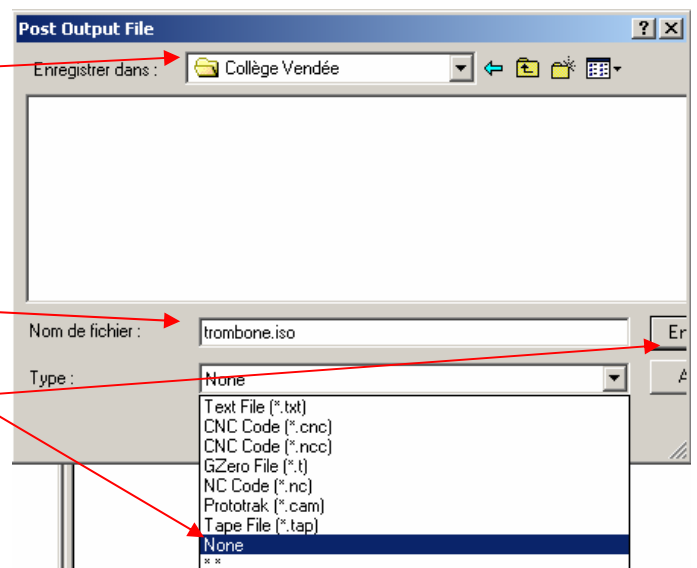 Post Output File
Enregistrer dans : Collège Vendée
Nom de fichier : trombone.iso Er
Type : None A
Text File (*.txt)
CNC Code (*.cnc)
CNC Code (*.ncc)
GZero File (*.t)
NC Code (*.nc)
Prototrak (*.cam)
Tape File (*.tap)
None